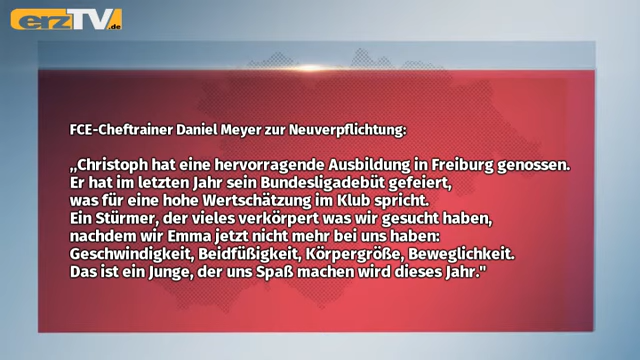 erzTV.de
FCE-Cheftrainer Daniel Meyer zur Neuverpflichtung:
„Christoph hat eine hervorragende Ausbildung in Freiburg genossen.
Er hat im letzten Jahr sein Bundesligadebüt gefeiert,
was für eine hohe Wertschätzung im Klub spricht.
Ein Stürmer, der vieles verkörpert was wir gesucht haben,
nachdem wir Emma jetzt nicht mehr bei uns haben:
Geschwindigkeit, Beidfüßigkeit, Körpergröße, Beweglichkeit.
Das ist ein Junge, der uns Spaß machen wird dieses Jahr."